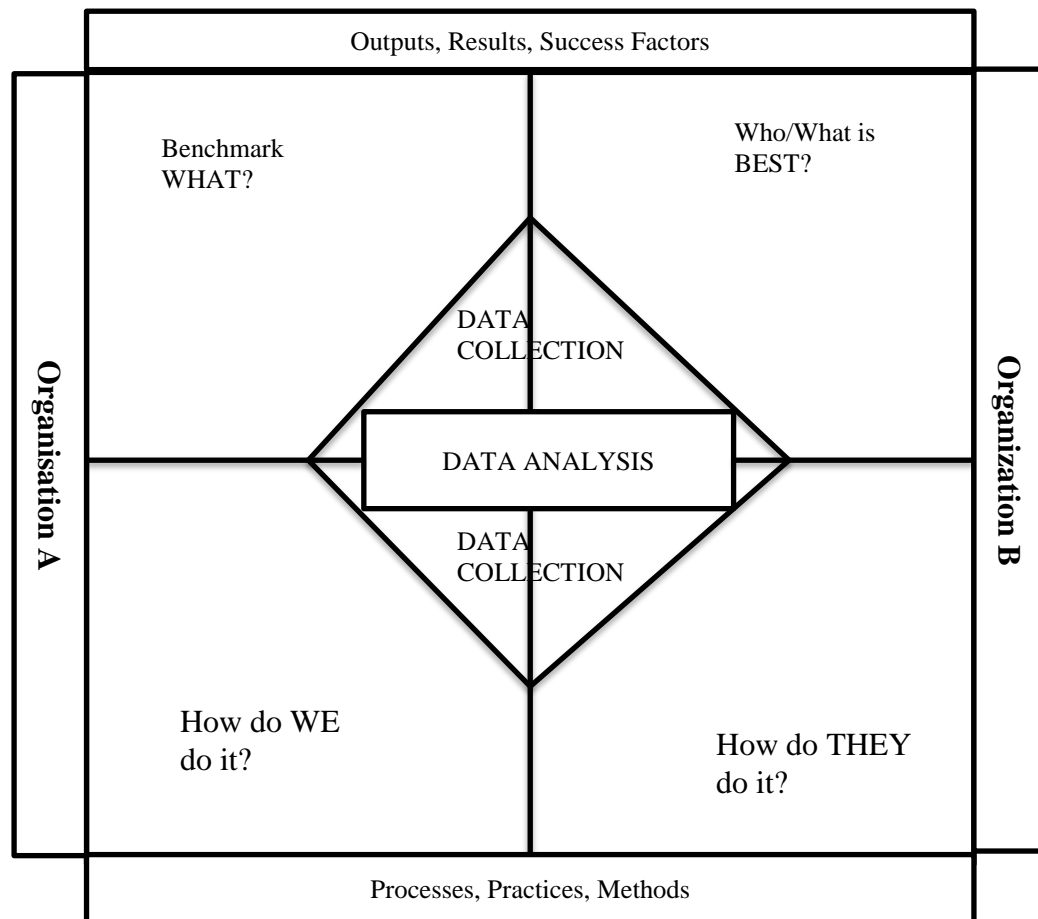 Outputs, Results, Success Factors
Benchmark
WHAT?
Who/What is
BEST?
Organisation A
DATA
COLLECTION
DATA ANALYSIS
DATA
COLLECTION
Organization B
How do WE
do it?
How do THEY
do it?
Processes, Practices, Methods